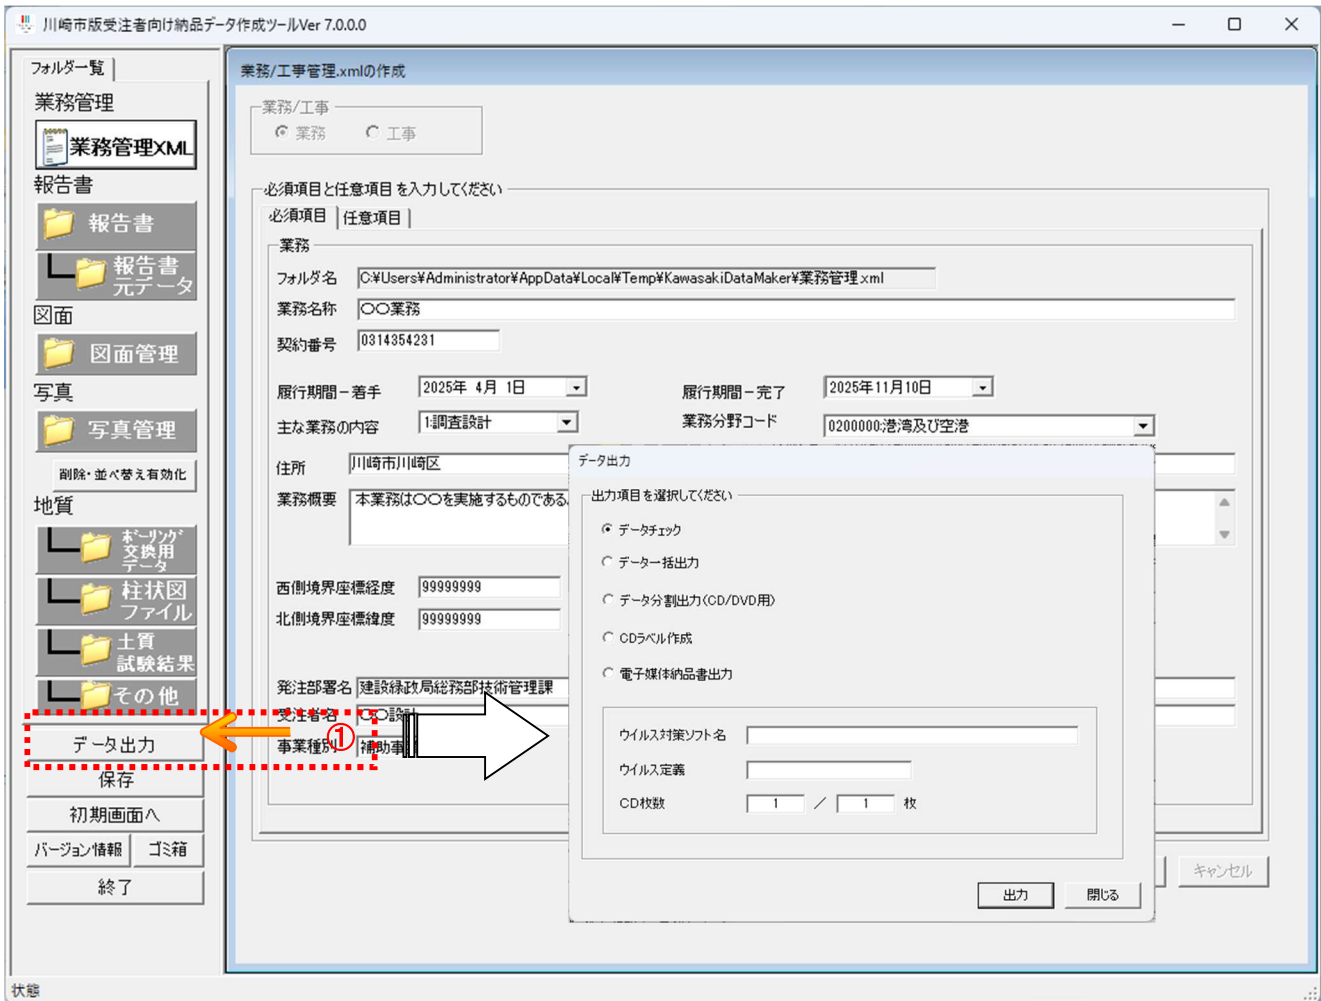 川崎市版受注者向け納品データ作成ツールVer 7.0.0.0
フォルダ一覧
業務管理
業務管理XML
報告書
報告書
報告書
元データ
図面
図面管理
写真
写真管理
削除・並べ替え有効化
地質
ボーリング
交換用
データ
柱状図
ファイル
土質
試験結果
その他
データ出力
保存
初期画面へ
バージョン情報
ゴミ箱
終了
状態
業務/工事管理.xmlの作成
業務/工事
業務
工事
必須項目と任意項目を入力してください
必須項目
任意項目
業務
フォルダ名 C:¥Users¥Administrator¥AppData¥Local¥Temp¥KawasakiDataMaker¥業務管理.xml
業務名称 〇〇業務
契約番号 0314354231
履行期間－着手 2025年 4月 1日
履行期間－完了 2025年11月10日
主な業務の内容 1:調査設計
業務分野コード 0200000:港湾及び空港
住所 川崎市川崎区
業務概要 本業務は〇〇を実施するものである。
西側境界座標経度 99999999
北側境界座標緯度 99999999
発注部署名 建設緑政局総務部技術管理課
受注者名 〇〇設計
事業種別 補助事
①
キャンセル
データ出力
出力項目を選択してください
データチェック
データ一括出力
データ分割出力(CD/DVD用)
CDラベル作成
電子媒体納品書出力
ウイルス対策ソフト名
ウイルス定義
CD枚数 1 / 1 枚
出力
閉じる